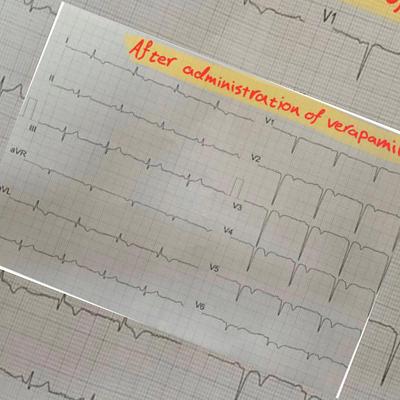 V1
After administration of verapamil
I
II
III
aVR
aVL
V1
V2
V3
V4
V5
V6